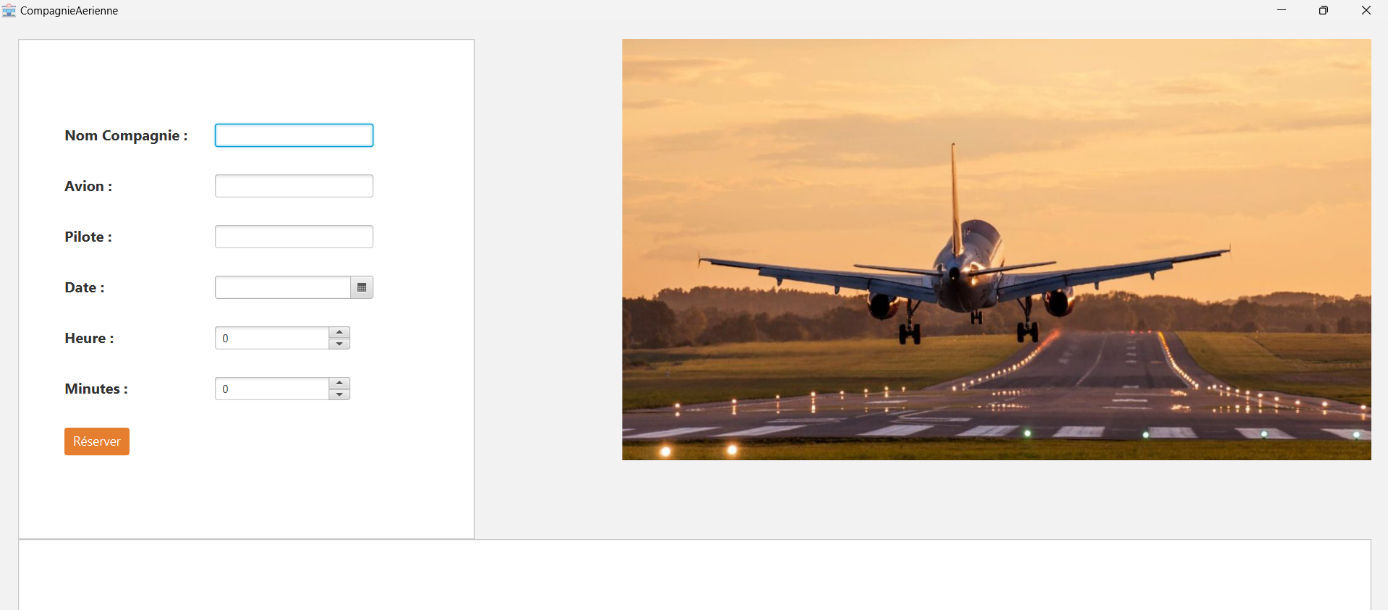 CompagnieAerienne
Nom Compagnie :
Avion :
Pilote :
Date :
Heure : 0
Minutes : 0
Réserver